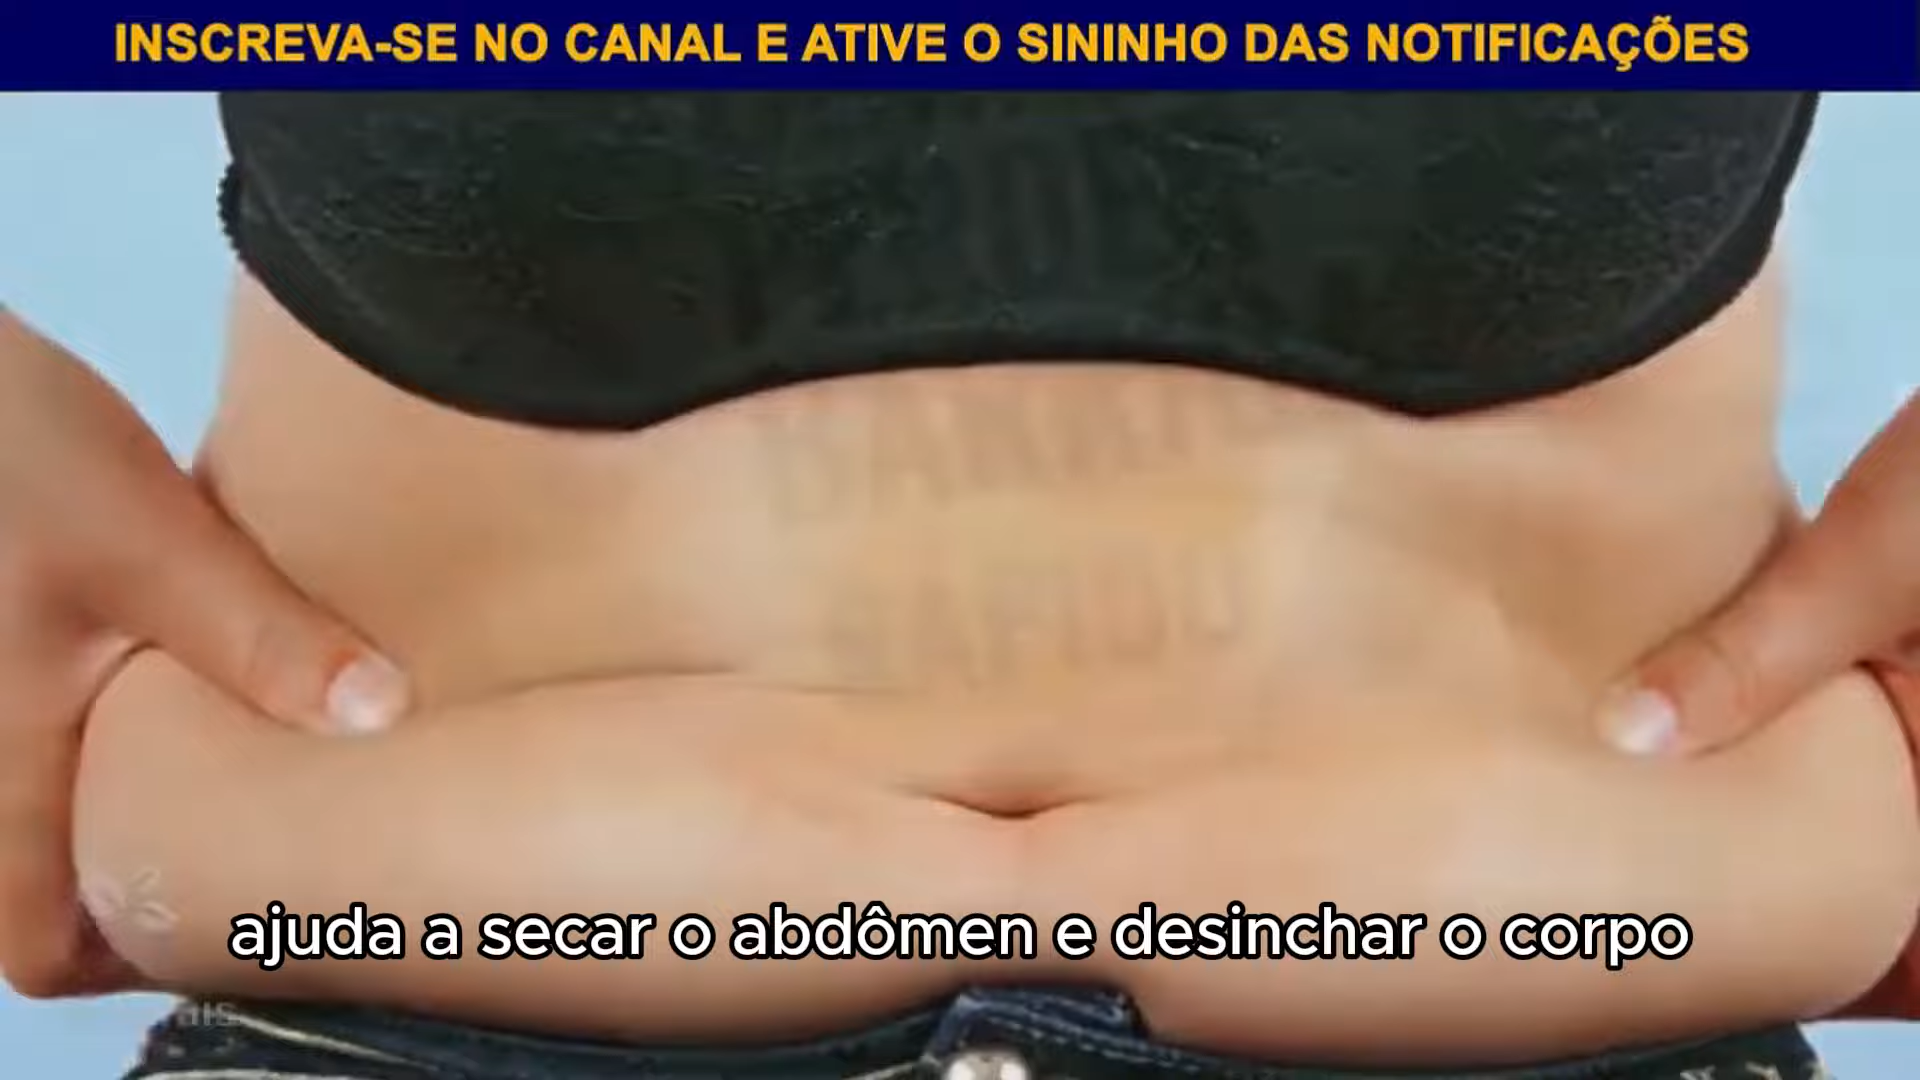 INSCREVA-SE NO CANAL E ATIVE O SININHO DAS NOTIFICAÇÕES
ajuda a secar o abdômen e desinchar o corpo